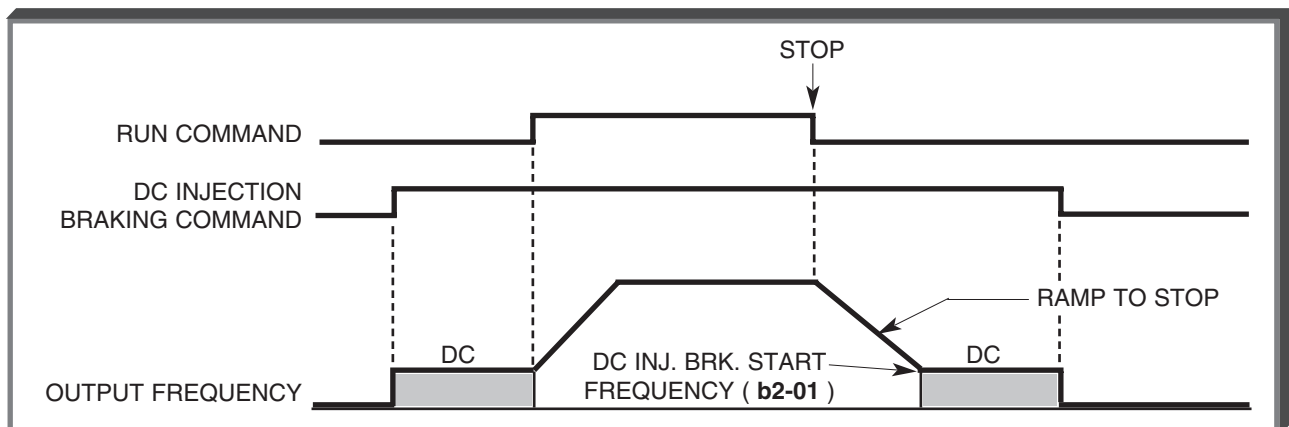 STOP
RUN COMMAND
DC INJECTION
BRAKING COMMAND
RAMP TO STOP
DC
DC INJ. BRK. START
FREQUENCY ( b2-01 )
DC
OUTPUT FREQUENCY